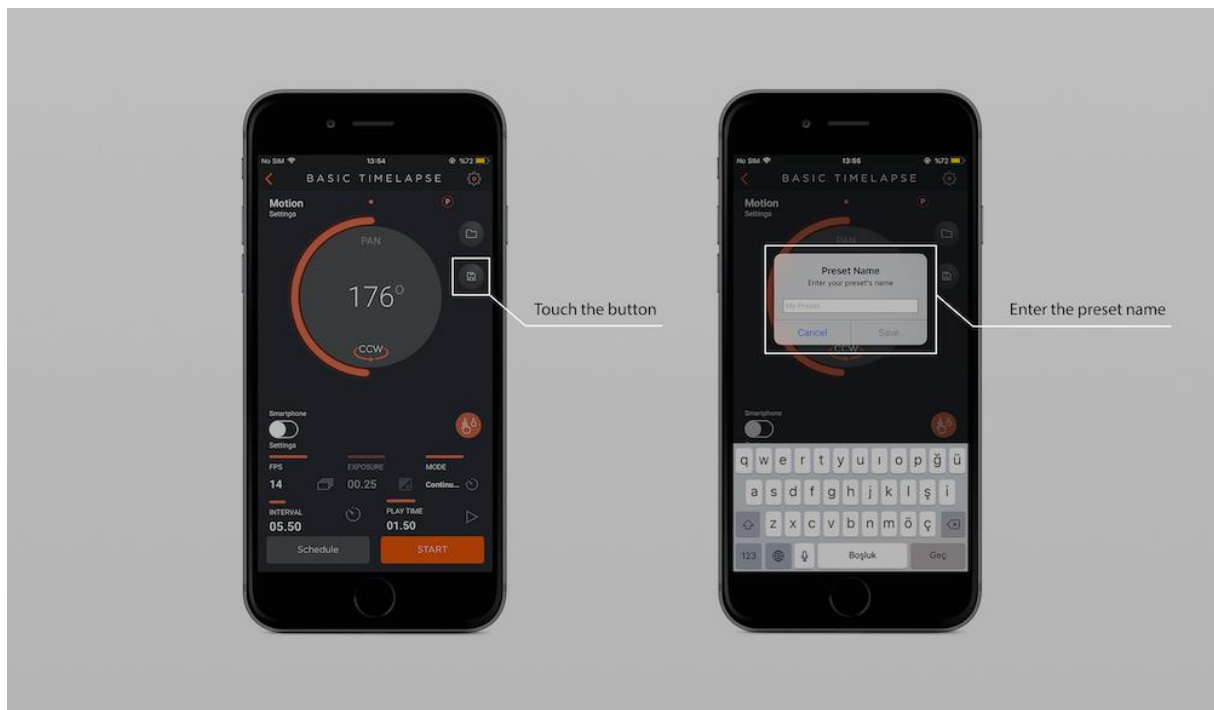 No SIM 13:54 %72
BASIC TIMELAPSE
Motion
Settings
P
PAN
176°
CCW
Smartphone
Settings
FPS
EXPOSURE
MODE
14
00.25
Continu...
INTERVAL
PLAY TIME
05.50
01.50
Schedule
START
Touch the button
No SIM 13:55 %72
BASIC TIMELAPSE
Motion
Settings
P
PAN
Preset Name
Enter your preset's name
My Preset
Cancel
Save
CCW
Smartphone
q w e r t y u ı o p ğ ü
a s d f g h j k l ş i
z x c v b n m ö ç
123
Boşluk
Geç
Enter the preset name